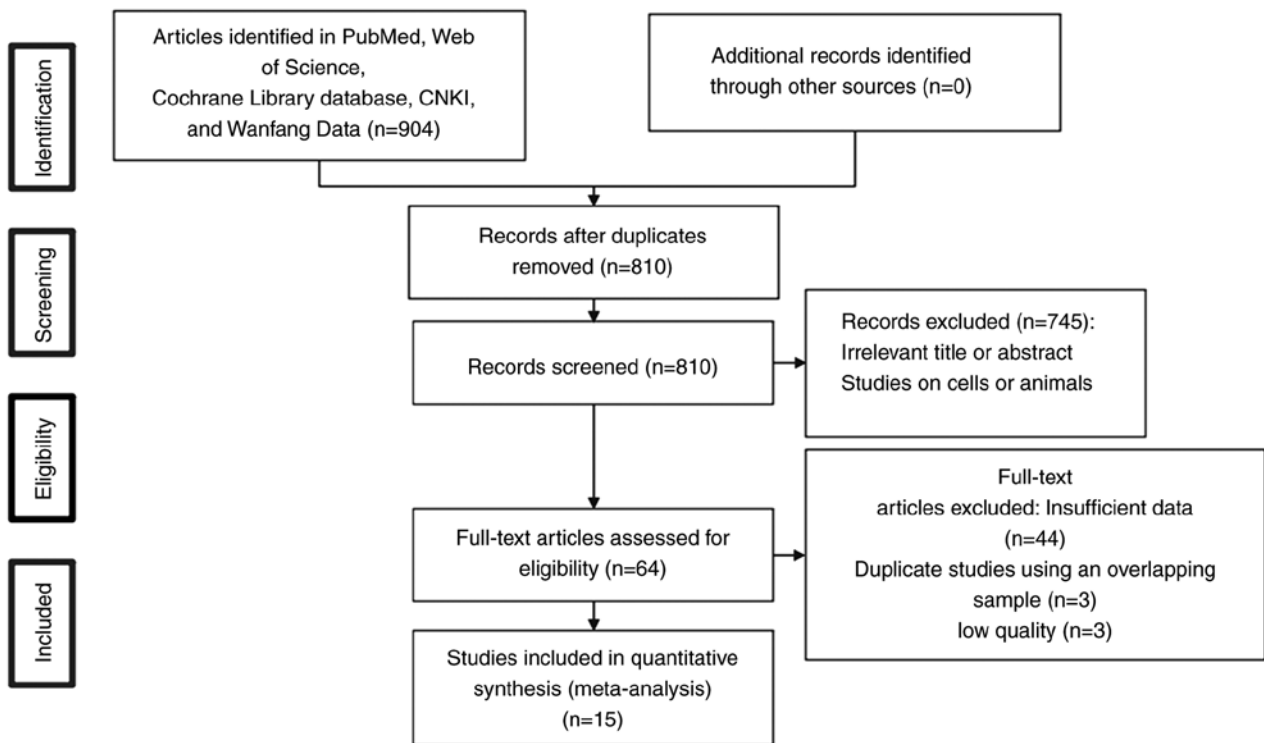 Identification
Articles identified in PubMed, Web
of Science,
Cochrane Library database, CNKI,
and Wanfang Data (n=904)
Additional records identified
through other sources (n=0)
Screening
Records after duplicates
removed (n=810)
Records screened (n=810)
Records excluded (n=745):
Irrelevant title or abstract
Studies on cells or animals
Eligibility
Full-text articles assessed for
eligibility (n=64)
Full-text
articles excluded: Insufficient data
(n=44)
Duplicate studies using an overlapping
sample (n=3)
low quality (n=3)
Included
Studies included in quantitative
synthesis (meta-analysis)
(n=15)